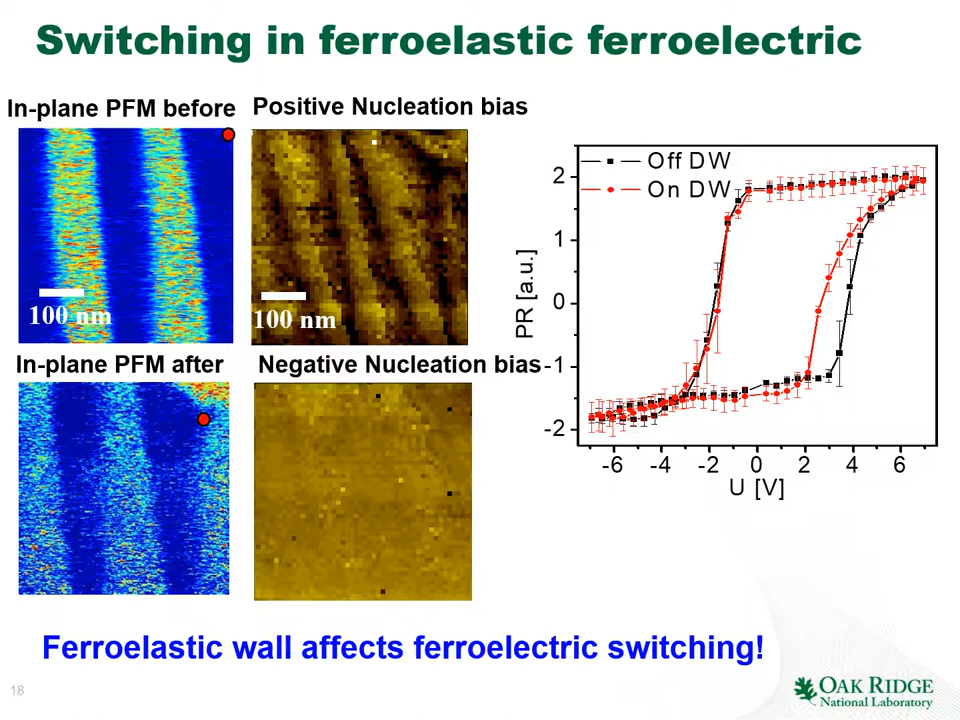 Switching in ferroelastic ferroelectric
In-plane PFM before
Positive Nucleation bias
100 nm
100 nm
In-plane PFM after
Negative Nucleation bias
Off DW
On DW
PR [a.u.]
2
1
0
-1
-2
-6 -4 -2 0 2 4 6
U [V]
Ferroelastic wall affects ferroelectric switching!
18
OAK RIDGE
National Laboratory